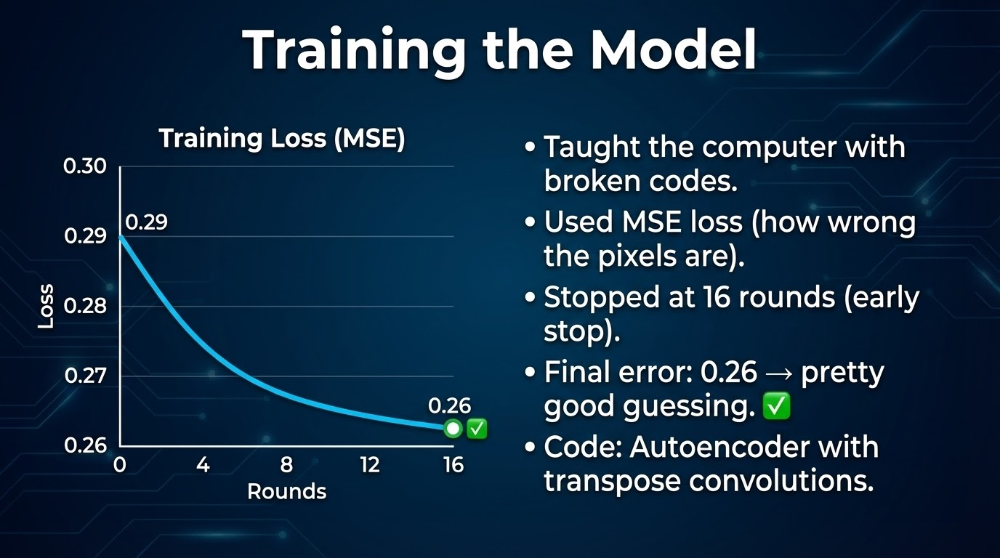 Training the Model
Training Loss (MSE)
0.30
0.29
0.29
0.28
0.27
0.26
0.26
Loss
0
4
8
12
16
Rounds
• Taught the computer with
broken codes.
• Used MSE loss (how wrong
the pixels are).
• Stopped at 16 rounds (early
stop).
• Final error: 0.26 → pretty
good guessing. ✅
• Code: Autoencoder with
transpose convolutions.